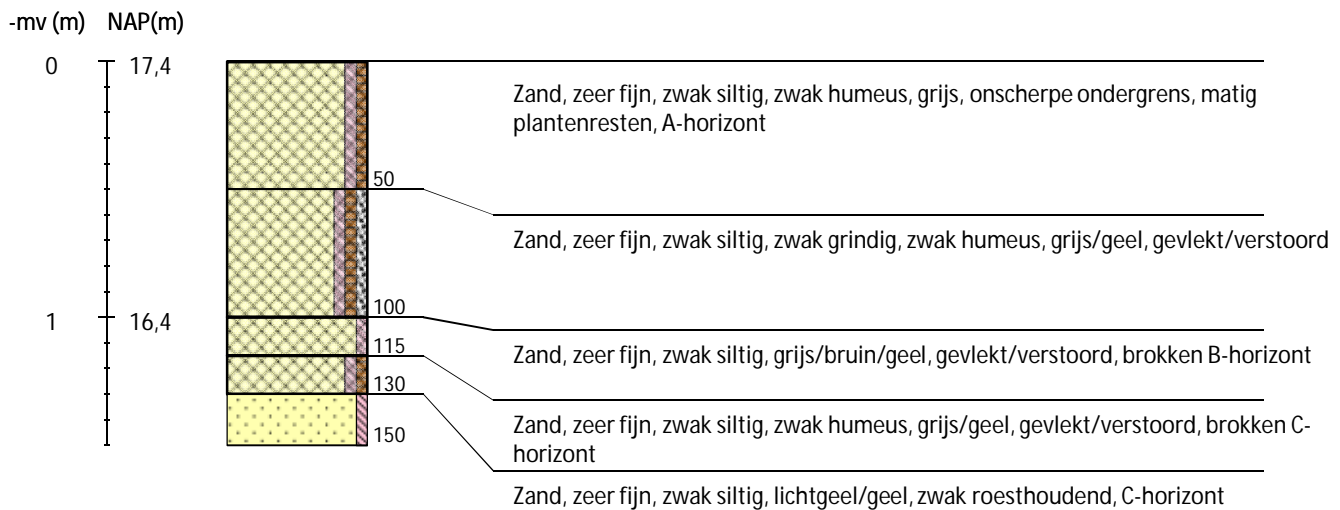 -mv (m) NAP(m)
0 17,4
Zand, zeer fijn, zwak siltig, zwak humeus, grijs, onscherpe ondergrens, matig
plantenresten, A-horizont
50
Zand, zeer fijn, zwak siltig, zwak grindig, zwak humeus, grijs/geel, gevlekt/verstoord
100
1 16,4
Zand, zeer fijn, zwak siltig, grijs/bruin/geel, gevlekt/verstoord, brokken B-horizont
115
130
Zand, zeer fijn, zwak siltig, zwak humeus, grijs/geel, gevlekt/verstoord, brokken C-
horizont
150
Zand, zeer fijn, zwak siltig, lichtgeel/geel, zwak roesthoudend, C-horizont